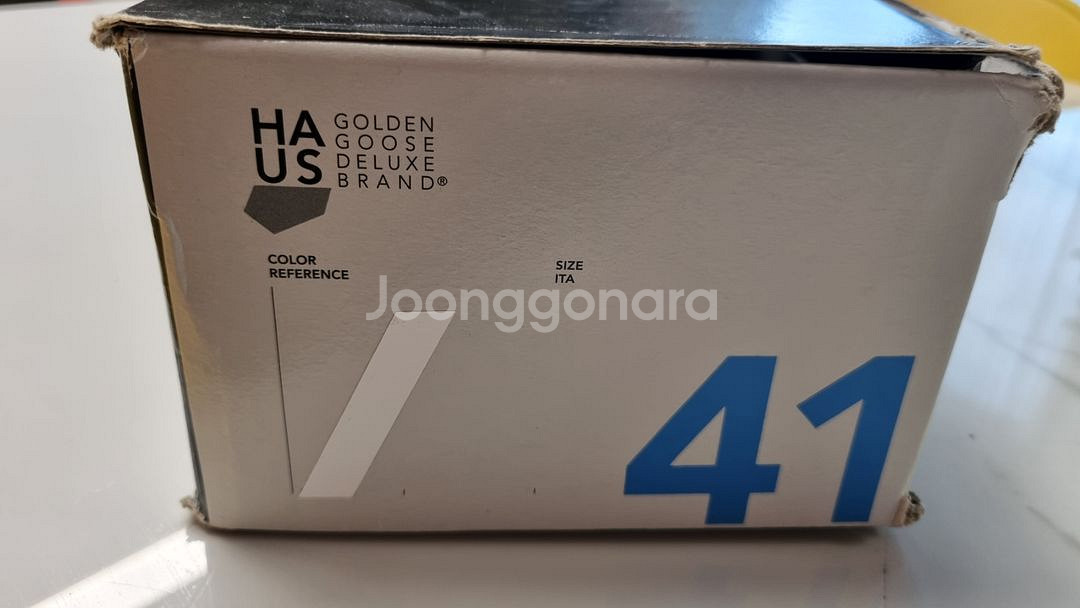 HA
US
GOLDEN
GOOSE
DELUXE
BRAND®
COLOR
REFERENCE
SIZE
ITA
Joonggonara
41